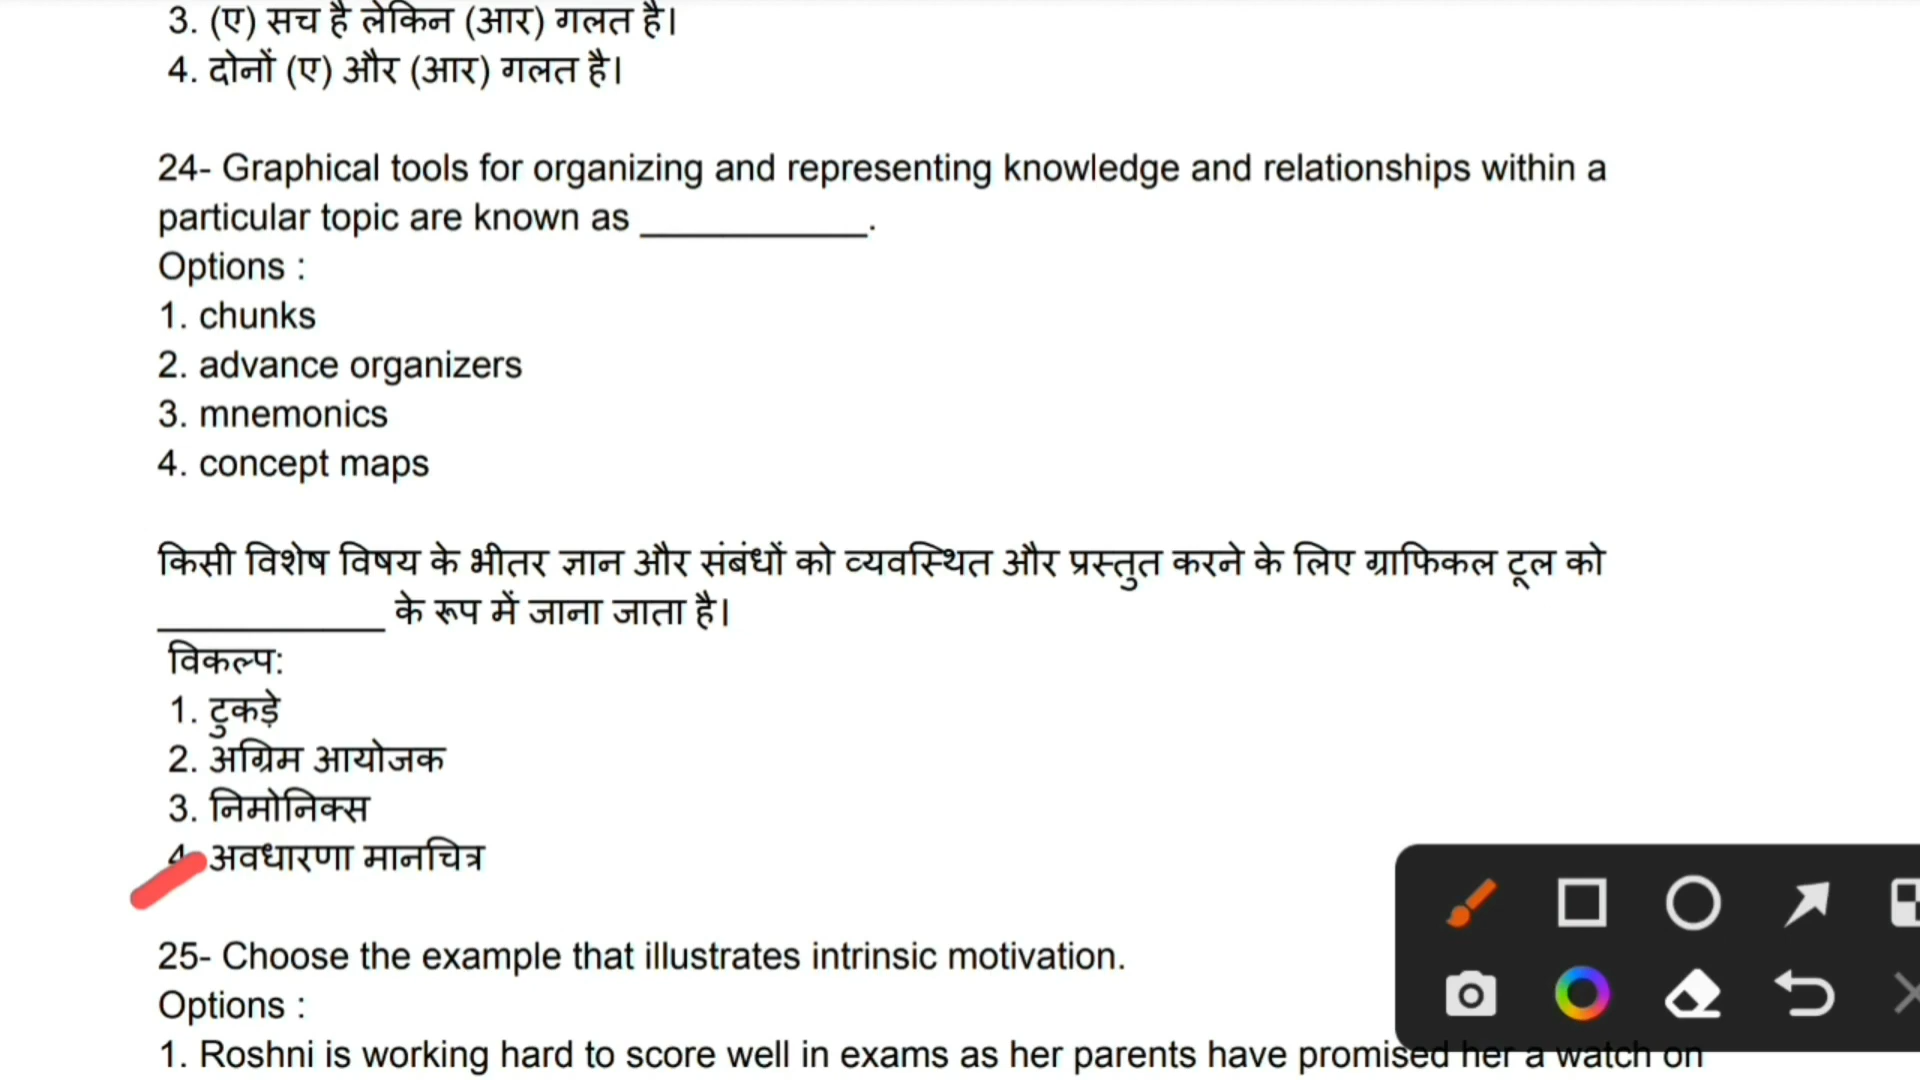 3. (ए) सच है लेकिन (आर) गलत है।
4. दोनों (ए) और (आर) गलत है।
24- Graphical tools for organizing and representing knowledge and relationships within a
particular topic are known as ___________.
Options :
1. chunks
2. advance organizers
3. mnemonics
4. concept maps
किसी विशेष विषय के भीतर ज्ञान और संबंधों को व्यवस्थित और प्रस्तुत करने के लिए ग्राफिकल टूल को
___________ के रूप में जाना जाता है।
विकल्प:
1. टुकड़े
2. अग्रिम आयोजक
3. निमोनिक्स
4. अवधारणा मानचित्र
25- Choose the example that illustrates intrinsic motivation.
Options :
1. Roshni is working hard to score well in exams as her parents have promised her a watch on